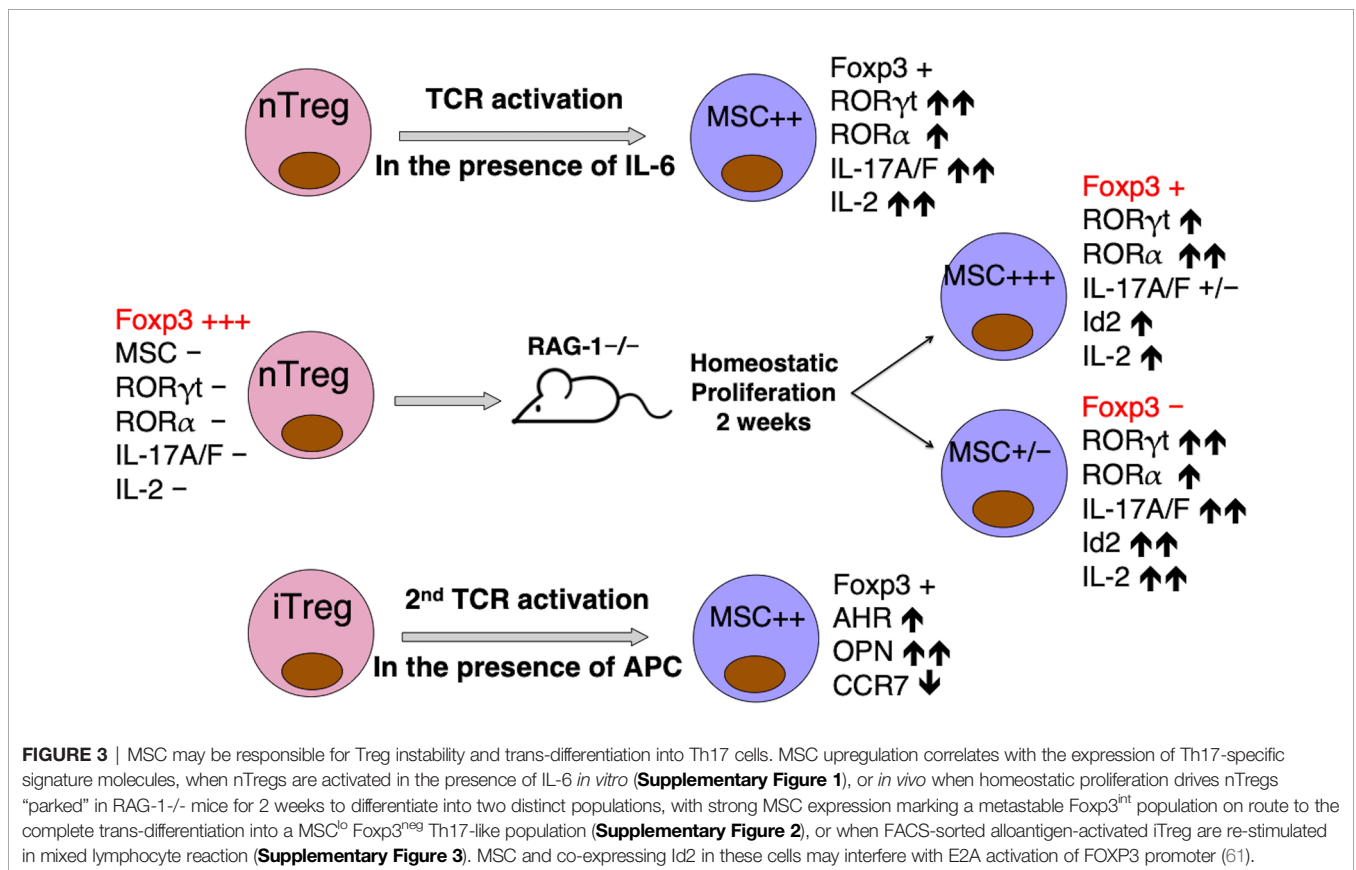 nTreg
TCR activation
In the presence of IL-6
MSC++
Foxp3 +
RORγt ↑↑
RORα ↑
IL-17A/F ↑↑
IL-2 ↑↑
Foxp3 +++
MSC −
RORγt −
RORα −
IL-17A/F −
IL-2 −
nTreg
RAG-1−/−
Homeostatic
Proliferation
2 weeks
MSC+++
Foxp3 +
RORγt ↑
RORα ↑↑
IL-17A/F +/−
Id2 ↑
IL-2 ↑
MSC+/−
Foxp3 −
RORγt ↑↑
RORα ↑
IL-17A/F ↑↑
Id2 ↑↑
IL-2 ↑↑
iTreg
2nd TCR activation
In the presence of APC
MSC++
Foxp3 +
AHR ↑
OPN ↑↑
CCR7 ↓
FIGURE 3 | MSC may be responsible for Treg instability and trans-differentiation into Th17 cells. MSC upregulation correlates with the expression of Th17-specific
signature molecules, when nTregs are activated in the presence of IL-6 in vitro (Supplementary Figure 1), or in vivo when homeostatic proliferation drives nTregs
“parked” in RAG-1-/- mice for 2 weeks to differentiate into two distinct populations, with strong MSC expression marking a metastable Foxp3int population on route to the
complete trans-differentiation into a MSClo Foxp3neg Th17-like population (Supplementary Figure 2), or when FACS-sorted alloantigen-activated iTreg are re-stimulated
in mixed lymphocyte reaction (Supplementary Figure 3). MSC and co-expressing Id2 in these cells may interfere with E2A activation of FOXP3 promoter (61).